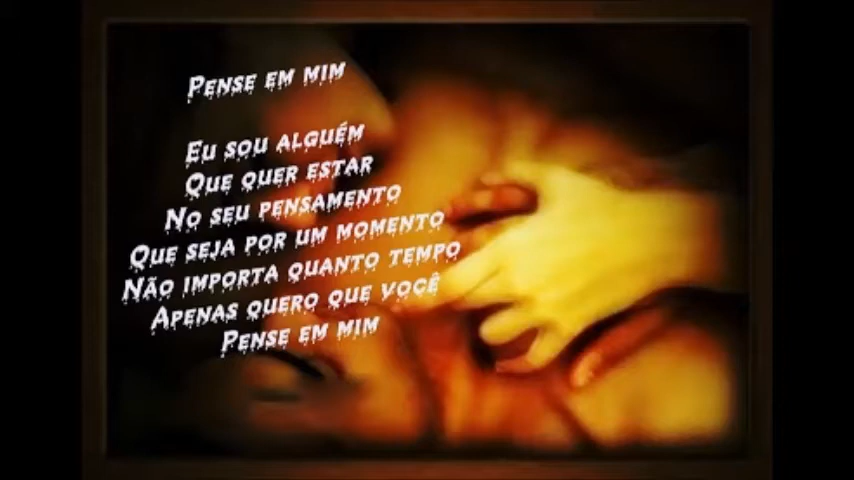 Pense em mim
Eu sou alguém
Que quer estar
No seu pensamento
Que seja por um momento
Não importa quanto tempo
Apenas quero que você
Pense em mim